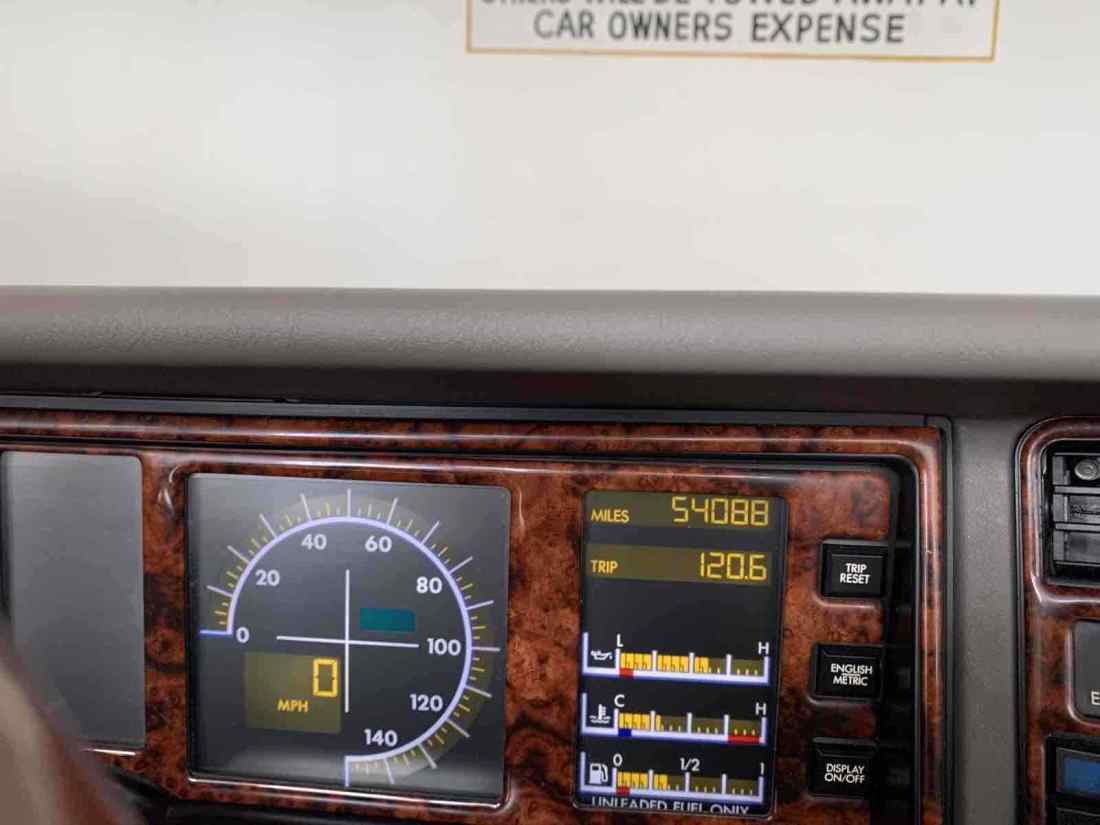 CAR OWNERS EXPENSE
MILES 54088
TRIP 120.6
TRIP
RESET
0 20 40 60 80 100 120 140
0
MPH
L H
ENGLISH
METRIC
C H
DISPLAY
ON/OFF
0 1/2 1
UNLEADED FUEL ONLY
E